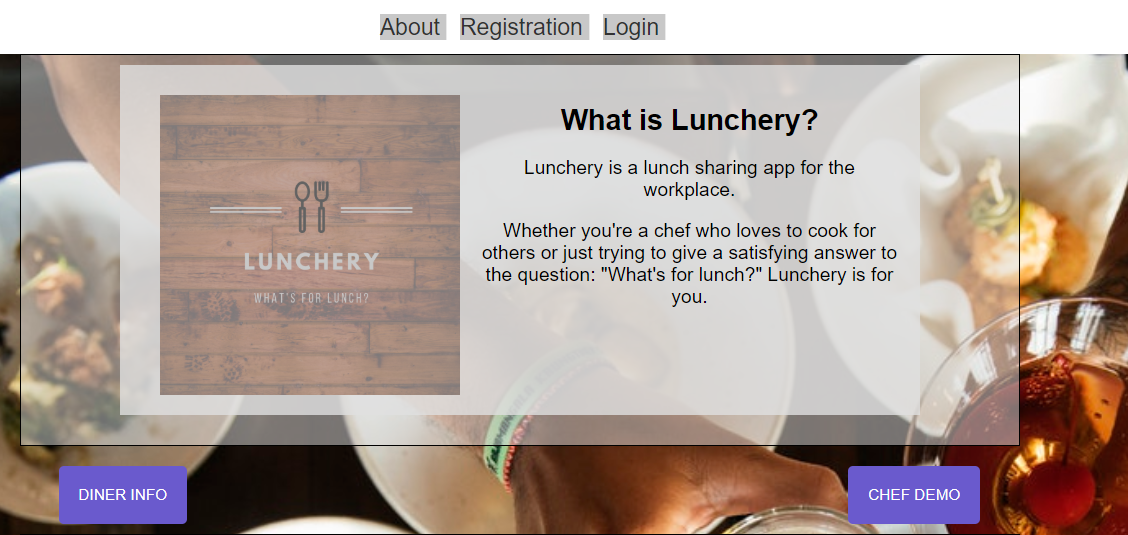 About Registration Login
What is Lunchery?
Lunchery is a lunch sharing app for the
workplace.
Whether you're a chef who loves to cook for
others or just trying to give a satisfying answer to
the question: "What's for lunch?" Lunchery is for
you.
LUNCHERY
WHAT'S FOR LUNCH?
DINER INFO
CHEF DEMO